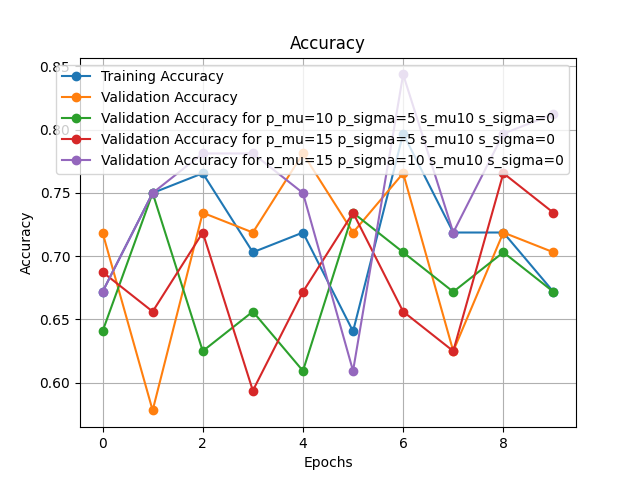 Accuracy
0.85
0.80
0.75
0.70
0.65
0.60
Accuracy
Training Accuracy
Validation Accuracy
Validation Accuracy for p_mu=10 p_sigma=5 s_mu10 s_sigma=0
Validation Accuracy for p_mu=15 p_sigma=5 s_mu10 s_sigma=0
Validation Accuracy for p_mu=15 p_sigma=10 s_mu10 s_sigma=0
0 2 4 6 8
Epochs